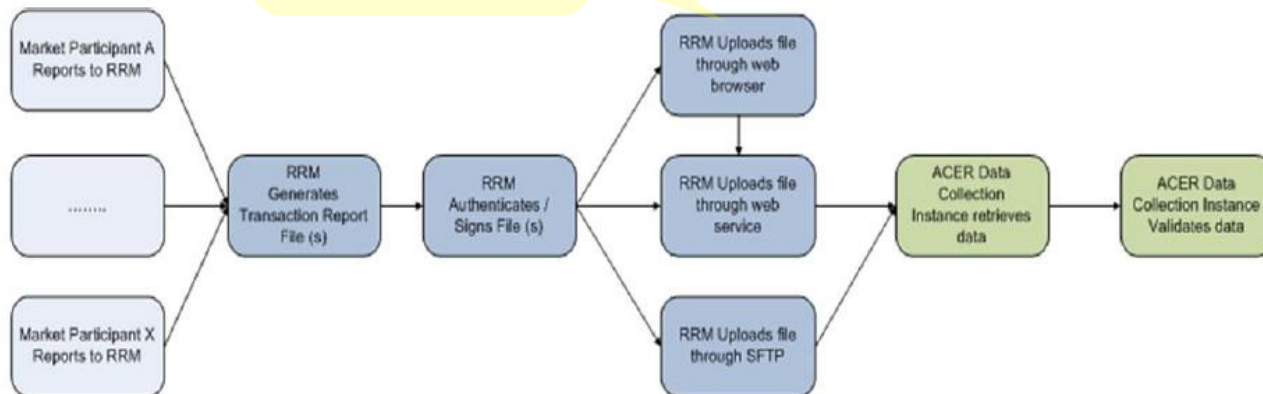 Market Participant A
Reports to RRM
........
Market Participant X
Reports to RRM
RRM
Generates
Transaction Report
File (s)
RRM
Authenticates /
Signs File (s)
RRM Uploads file
through web
browser
RRM Uploads file
through web
service
RRM Uploads file
through SFTP
ACER Data
Collection
Instance retrieves
data
ACER Data
Collection Instance
Validates data